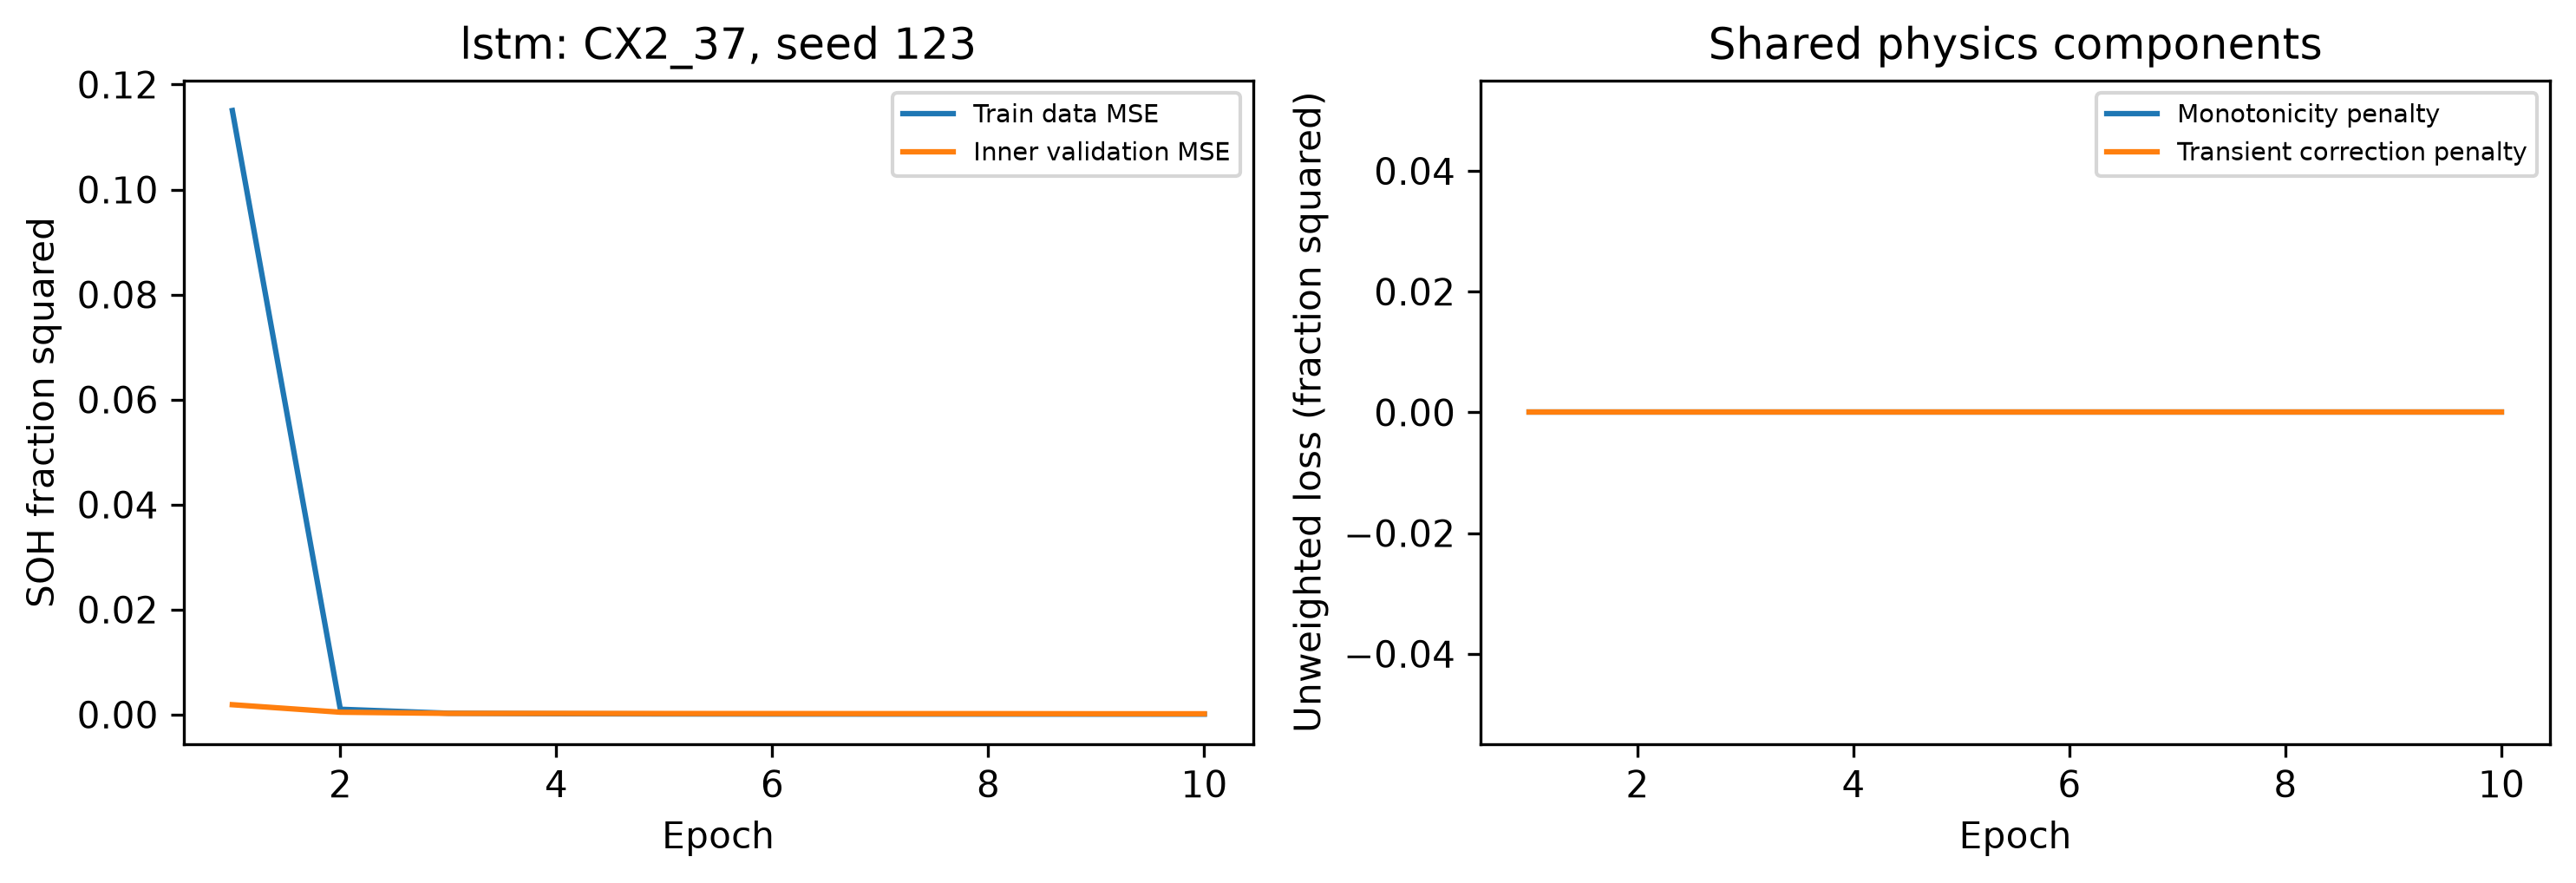 lstm: CX2_37, seed 123
SOH fraction squared
0.12
0.10
0.08
0.06
0.04
0.02
0.00
Train data MSE
Inner validation MSE
2 4 6 8 10
Epoch
Shared physics components
Unweighted loss (fraction squared)
0.04
0.02
0.00
−0.02
−0.04
Monotonicity penalty
Transient correction penalty
2 4 6 8 10
Epoch